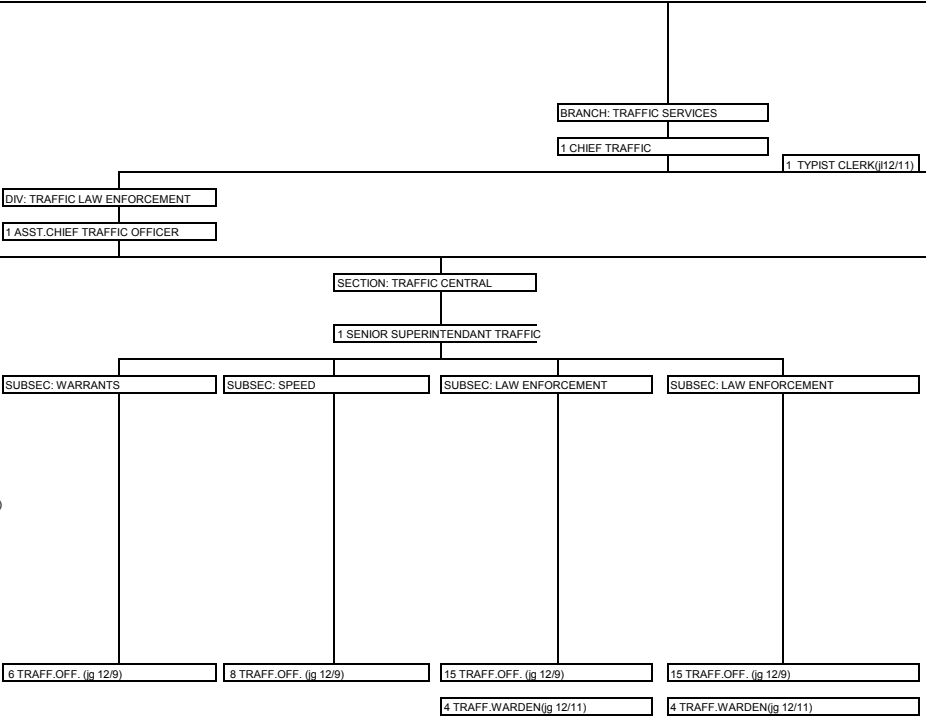 BRANCH: TRAFFIC SERVICES
1 CHIEF TRAFFIC
1 TYPIST CLERK(jl12/11)
DIV: TRAFFIC LAW ENFORCEMENT
1 ASST.CHIEF TRAFFIC OFFICER
SECTION: TRAFFIC CENTRAL
1 SENIOR SUPERINTENDANT TRAFFIC
SUBSEC: WARRANTS
SUBSEC: SPEED
SUBSEC: LAW ENFORCEMENT
SUBSEC: LAW ENFORCEMENT
)
6 TRAFF.OFF. (jg 12/9)
8 TRAFF.OFF. (jg 12/9)
15 TRAFF.OFF. (jg 12/9)
15 TRAFF.OFF. (jg 12/9)
4 TRAFF.WARDEN(jg 12/11)
4 TRAFF.WARDEN(jg 12/11)